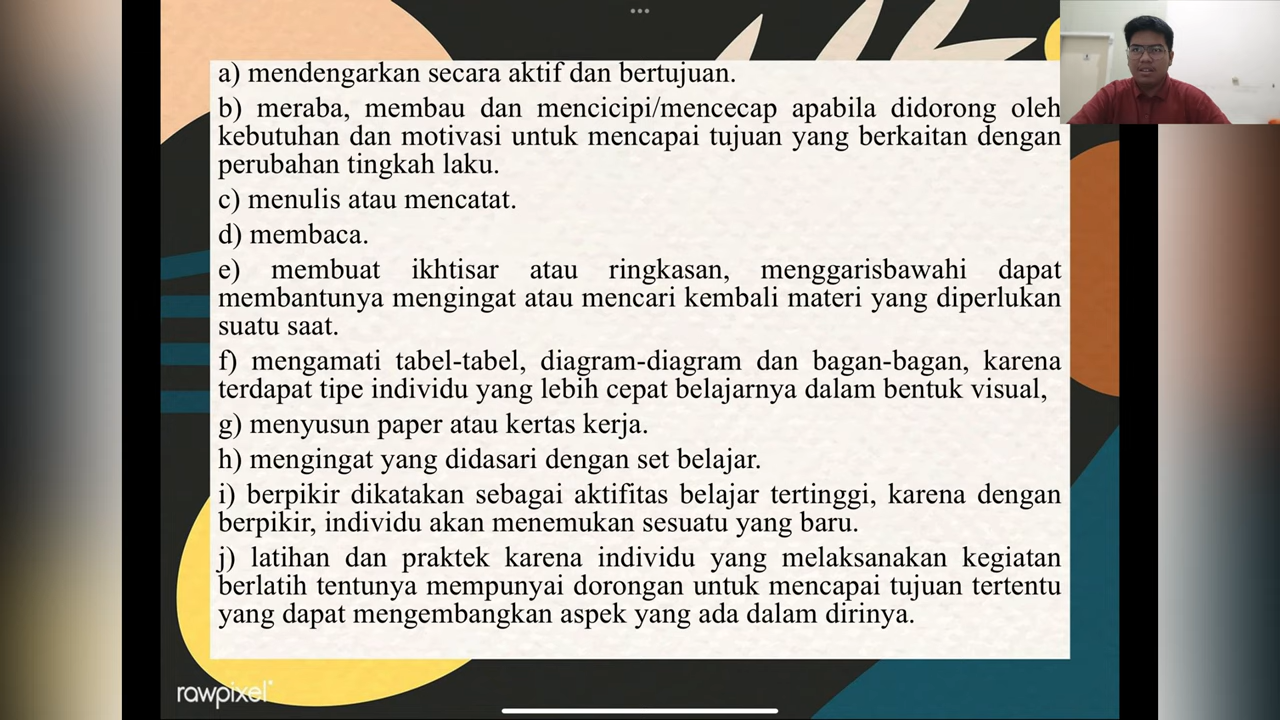 a) mendengarkan secara aktif dan bertujuan.
b) meraba, membau dan mencicipi/mencecap apabila didorong oleh
kebutuhan dan motivasi untuk mencapai tujuan yang berkaitan dengan
perubahan tingkah laku.
c) menulis atau mencatat.
d) membaca.
e) membuat ikhtisar atau ringkasan, menggarisbawahi dapat
membantunya mengingat atau mencari kembali materi yang diperlukan
suatu saat.
f) mengamati tabel-tabel, diagram-diagram dan bagan-bagan, karena
terdapat tipe individu yang lebih cepat belajarnya dalam bentuk visual,
g) menyusun paper atau kertas kerja.
h) mengingat yang didasari dengan set belajar.
i) berpikir dikatakan sebagai aktifitas belajar tertinggi, karena dengan
berpikir, individu akan menemukan sesuatu yang baru.
j) latihan dan praktek karena individu yang melaksanakan kegiatan
berlatih tentunya mempunyai dorongan untuk mencapai tujuan tertentu
yang dapat mengembangkan aspek yang ada dalam dirinya.
rawpixel